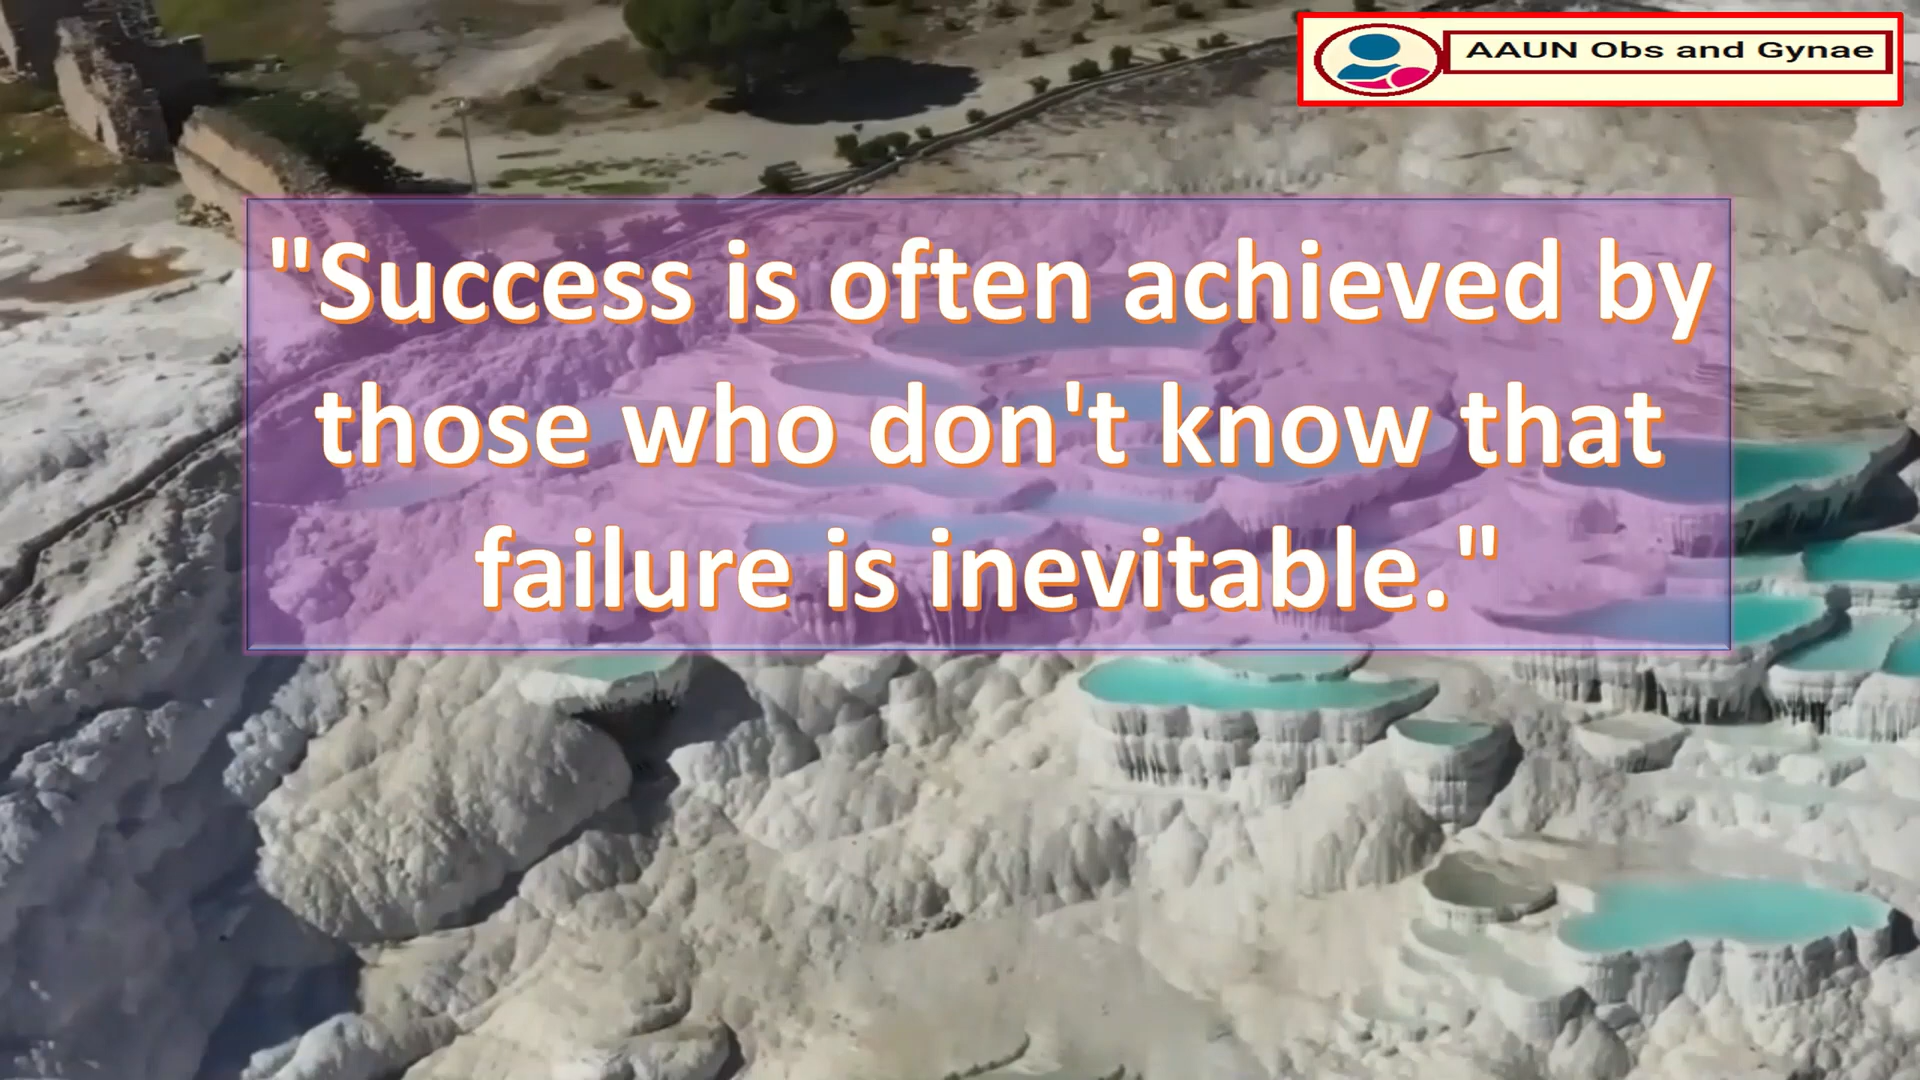 AAUN Obs and Gynae
"Success is often achieved by
those who don't know that
failure is inevitable."